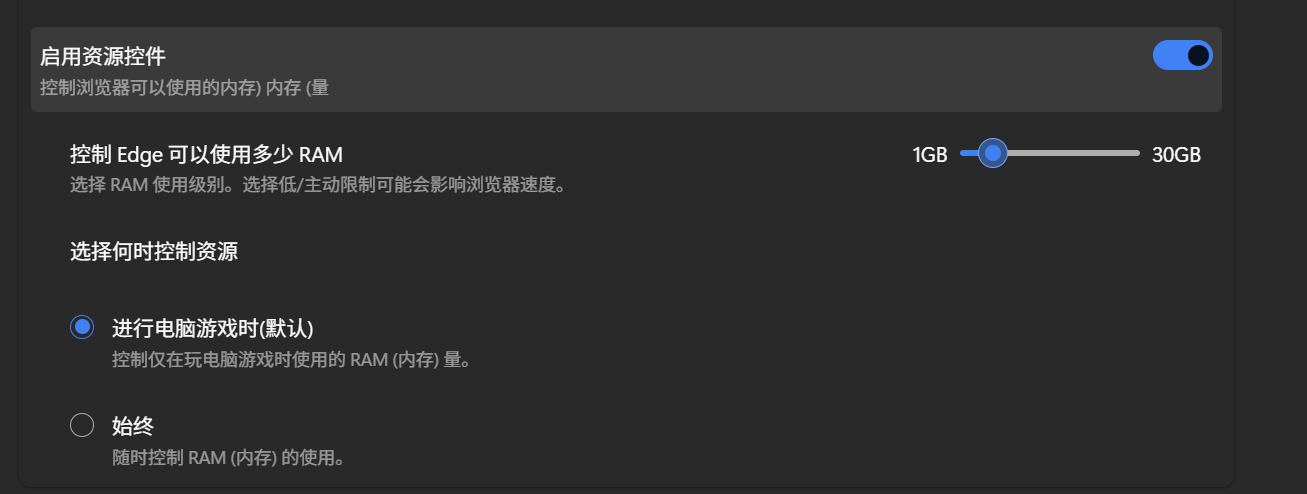 启用资源控件
控制浏览器可以使用的内存) 内存 (量
控制 Edge 可以使用多少 RAM
1GB
30GB
选择 RAM 使用级别。选择低/主动限制可能会影响浏览器速度。
选择何时控制资源
进行电脑游戏时(默认)
控制仅在玩电脑游戏时使用的 RAM (内存) 量。
始终
随时控制 RAM (内存) 的使用。